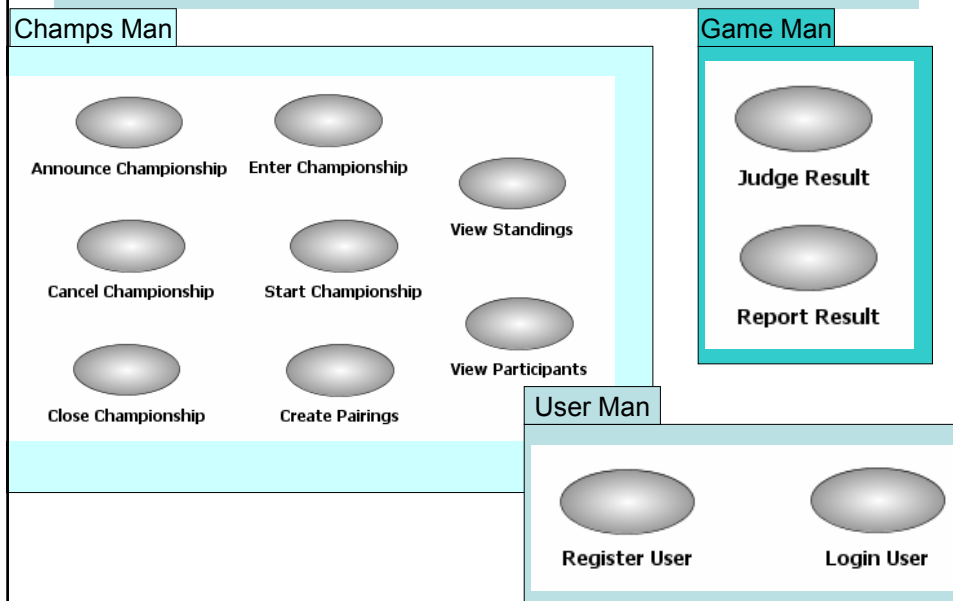 Champs Man
Game Man
Announce Championship
Enter Championship
View Standings
Judge Result
Cancel Championship
Start Championship
Report Result
View Participants
Close Championship
Create Pairings
User Man
Register User
Login User